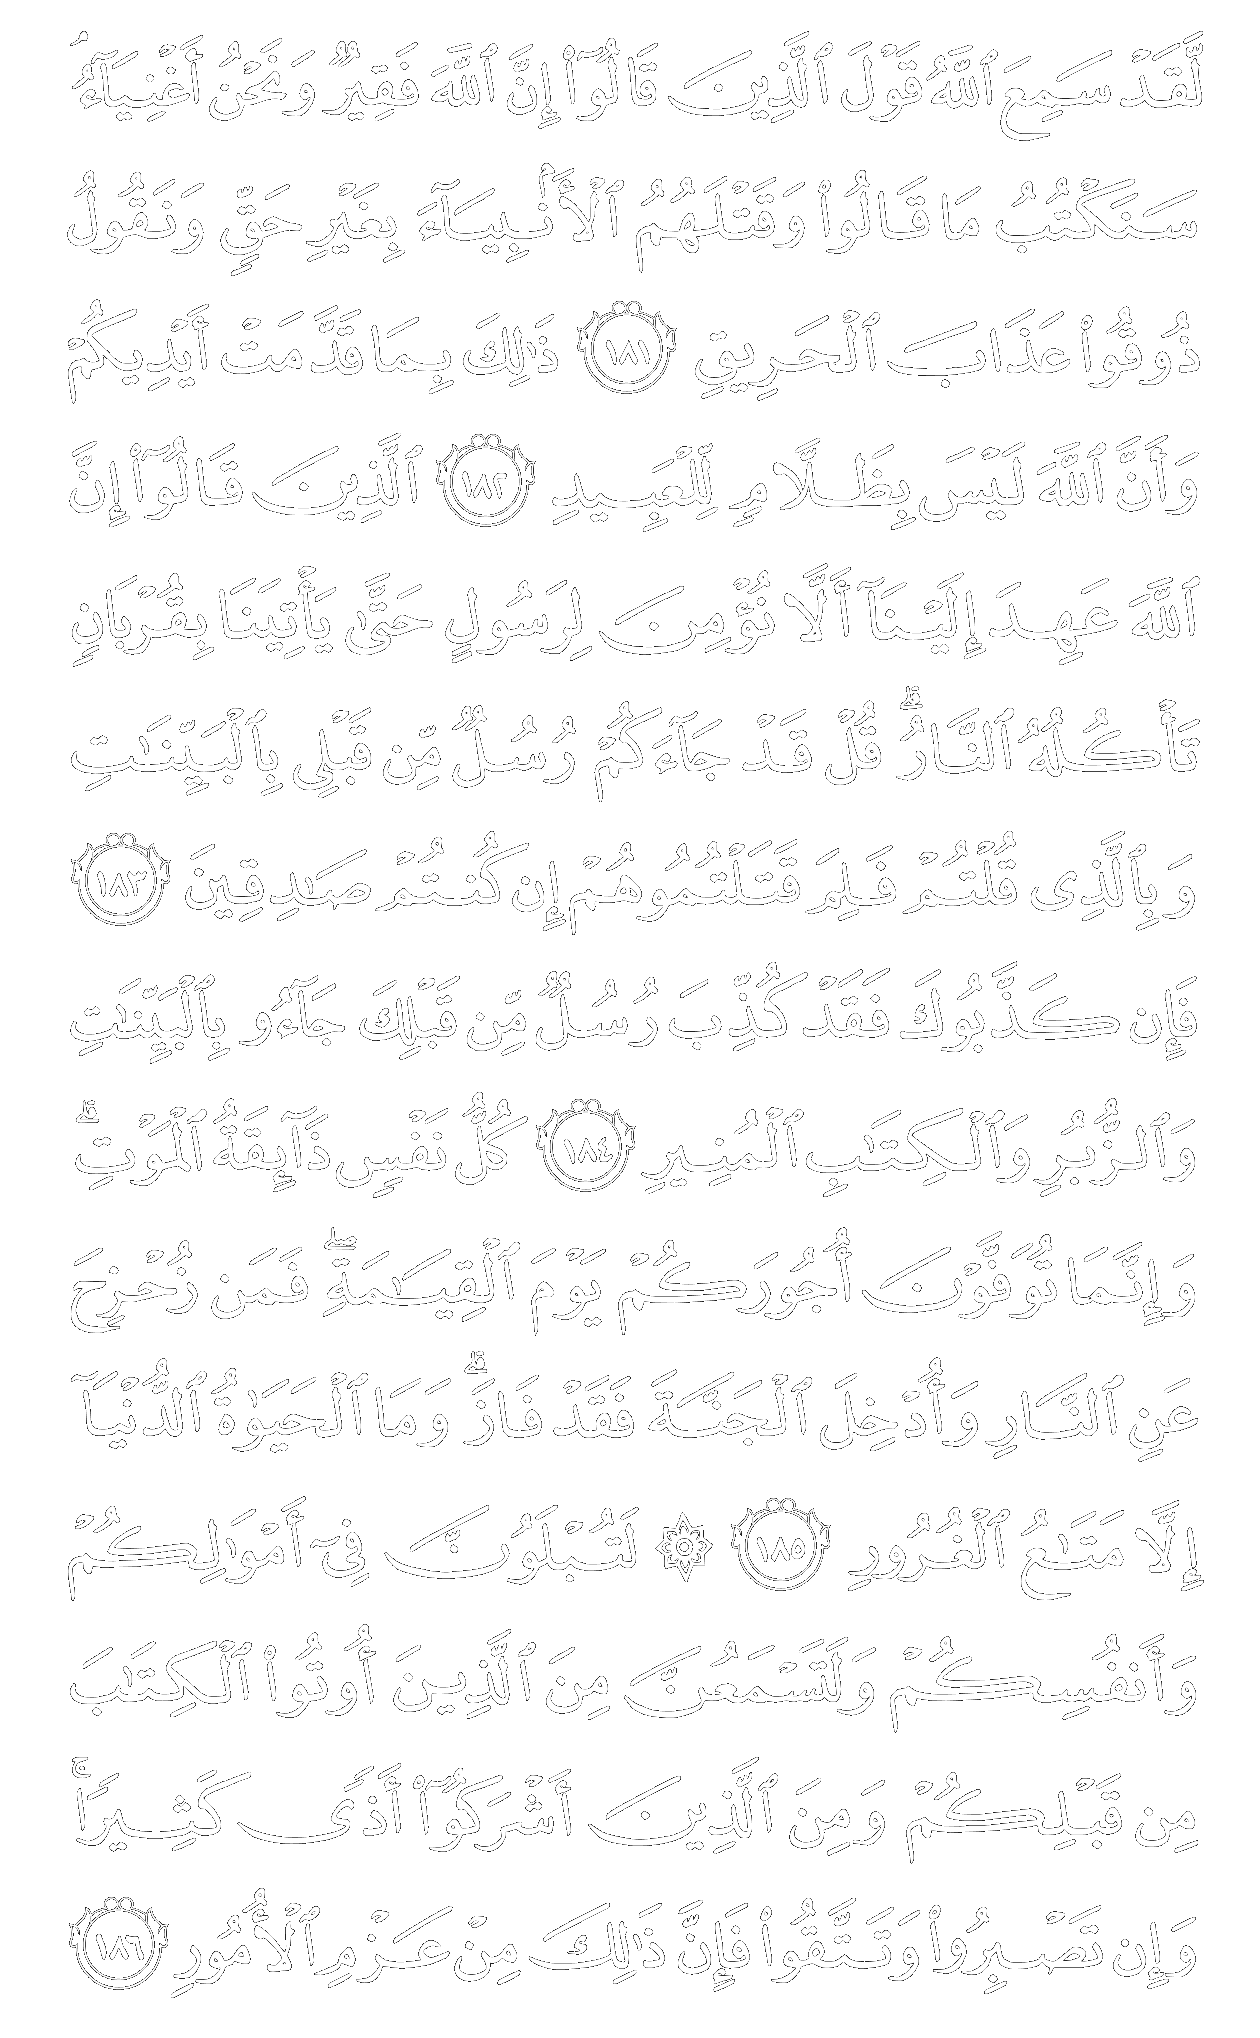 لَّقَدْ سَمِعَ ٱللَّهُ قَوْلَ ٱلَّذِينَ قَالُوٓا۟ إِنَّ ٱللَّهَ فَقِيرٌ وَنَحْنُ أَغْنِيَآءُ
سَنَكْتُبُ مَا قَالُوا۟ وَقَتْلَهُمُ ٱلْأَنۢبِيَآءَ بِغَيْرِ حَقٍّ وَنَقُولُ
ذُوقُوا۟ عَذَابَ ٱلْحَرِيقِ ١٨١ ذَٰلِكَ بِمَا قَدَّمَتْ أَيْدِيكُمْ
وَأَنَّ ٱللَّهَ لَيْسَ بِظَلَّامٍ لِّلْعَبِيدِ ١٨٢ ٱلَّذِينَ قَالُوٓا۟ إِنَّ
ٱللَّهَ عَهِدَ إِلَيْنَآ أَلَّا نُؤْمِنَ لِرَسُولٍ حَتَّىٰ يَأْتِيَنَا بِقُرْبَانٍ
تَأْكُلُهُ ٱلنَّارُ ۗ قُلْ قَدْ جَآءَكُمْ رُسُلٌ مِّن قَبْلِى بِٱلْبَيِّنَٰتِ
وَبِٱلَّذِى قُلْتُمْ فَلِمَ قَتَلْتُمُوهُمْ إِن كُنتُمْ صَٰدِقِينَ ١٨٣
فَإِن كَذَّبُوكَ فَقَدْ كُذِّبَ رُسُلٌ مِّن قَبْلِكَ جَآءُو بِٱلْبَيِّنَٰتِ
وَٱلزُّبُرِ وَٱلْكِتَٰبِ ٱلْمُنِيرِ ١٨٤ كُلُّ نَفْسٍ ذَآئِقَةُ ٱلْمَوْتِ ۗ
وَإِنَّمَا تُوَفَّوْنَ أُجُورَكُمْ يَوْمَ ٱلْقِيَٰمَةِ ۖ فَمَن زُحْزِحَ
عَنِ ٱلنَّارِ وَأُدْخِلَ ٱلْجَنَّةَ فَقَدْ فَازَ ۗ وَمَا ٱلْحَيَوٰةُ ٱلدُّنْيَآ
إِلَّا مَتَٰعُ ٱلْغُرُورِ ١٨٥ ۞ لَتُبْلَوُنَّ فِىٓ أَمْوَٰلِكُمْ
وَأَنفُسِكُمْ وَلَتَسْمَعُنَّ مِنَ ٱلَّذِينَ أُوتُوا۟ ٱلْكِتَٰبَ
مِن قَبْلِكُمْ وَمِنَ ٱلَّذِينَ أَشْرَكُوٓا۟ أَذًى كَثِيرًا ۚ
وَإِن تَصْبِرُوا۟ وَتَتَّقُوا۟ فَإِنَّ ذَٰلِكَ مِنْ عَزْمِ ٱلْأُمُورِ ١٨٦